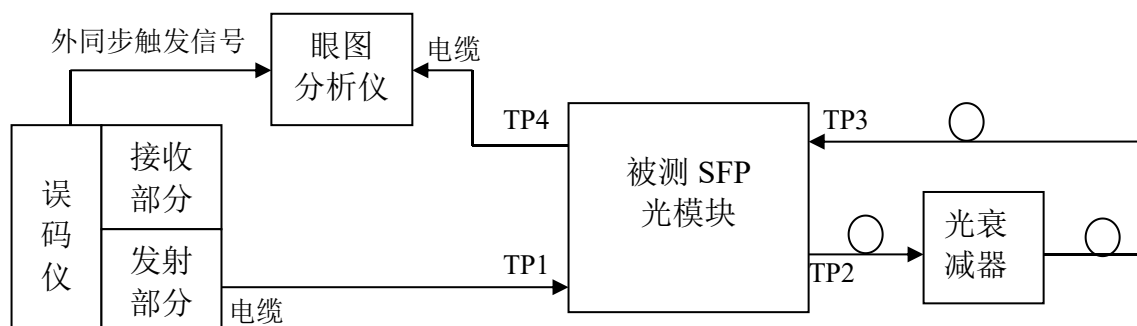 外同步触发信号
眼图
分析仪
电缆
TP4
TP3
接收
部分
误
码
仪
被测 SFP
光模块
光衰
减器
发射
部分
TP1
TP2
电缆